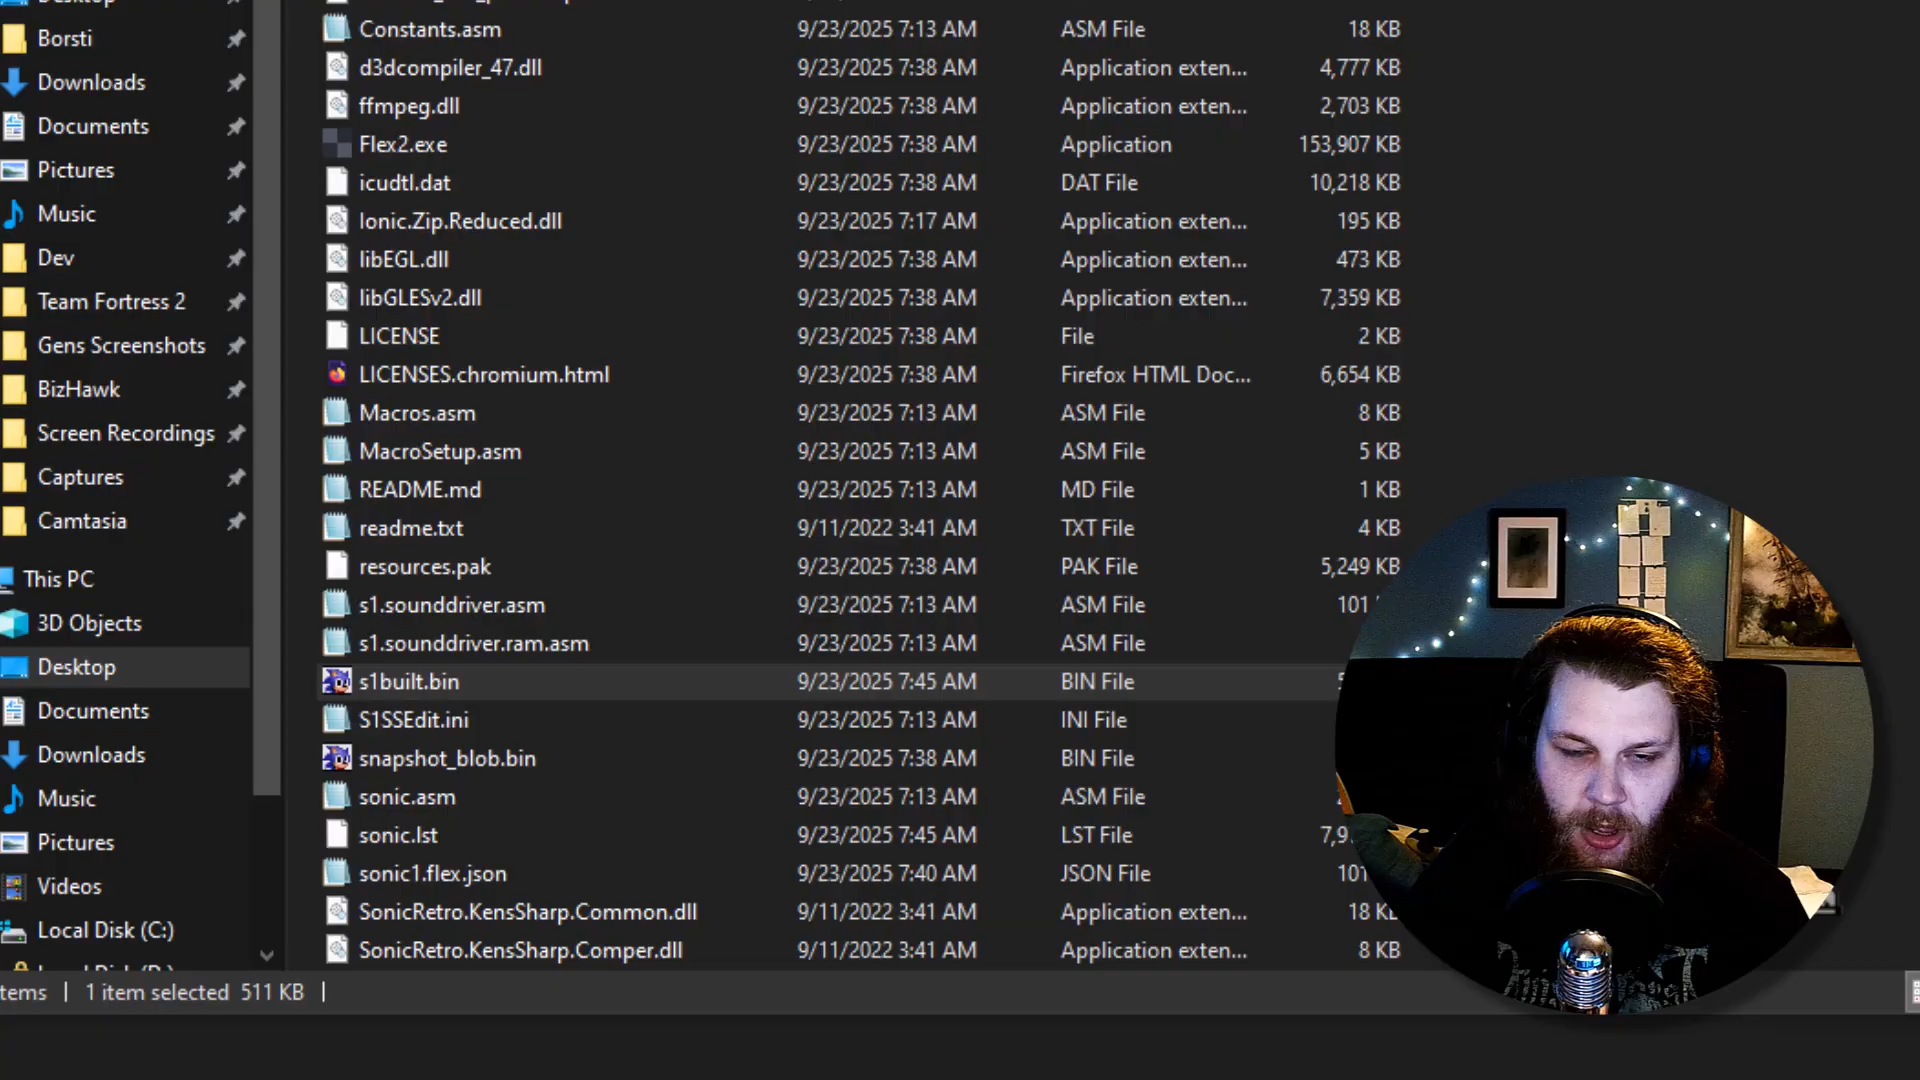 Borsti
Downloads
Documents
Pictures
Music
Dev
Team Fortress 2
Gens Screenshots
BizHawk
Screen Recordings
Captures
Camtasia
This PC
3D Objects
Desktop
Documents
Downloads
Music
Pictures
Videos
Local Disk (C:)
Constants.asm 9/23/2025 7:13 AM ASM File 18 KB
d3dcompiler_47.dll 9/23/2025 7:38 AM Application exten... 4,777 KB
ffmpeg.dll 9/23/2025 7:38 AM Application exten... 2,703 KB
Flex2.exe 9/23/2025 7:38 AM Application 153,907 KB
icudtl.dat 9/23/2025 7:38 AM DAT File 10,218 KB
Ionic.Zip.Reduced.dll 9/23/2025 7:17 AM Application exten... 195 KB
libEGL.dll 9/23/2025 7:38 AM Application exten... 473 KB
libGLESv2.dll 9/23/2025 7:38 AM Application exten... 7,359 KB
LICENSE 9/23/2025 7:38 AM File 2 KB
LICENSES.chromium.html 9/23/2025 7:38 AM Firefox HTML Doc... 6,654 KB
Macros.asm 9/23/2025 7:13 AM ASM File 8 KB
MacroSetup.asm 9/23/2025 7:13 AM ASM File 5 KB
README.md 9/23/2025 7:38 AM MD File 1 KB
readme.txt 9/11/2022 3:41 AM TXT File 4 KB
resources.pak 9/23/2025 7:38 AM PAK File 5,249 KB
s1.sounddriver.asm 9/23/2025 7:13 AM ASM File 101
s1.sounddriver.ram.asm 9/23/2025 7:13 AM ASM File
s1built.bin 9/23/2025 7:45 AM BIN File
S1SSEdit.ini 9/23/2025 7:13 AM INI File
snapshot_blob.bin 9/23/2025 7:38 AM BIN File
sonic.asm 9/23/2025 7:13 AM ASM File
sonic.lst 9/23/2025 7:45 AM LST File
sonic1.flex.json 9/23/2025 7:40 AM JSON File 101
SonicRetro.KensSharp.Common.dll 9/11/2022 3:41 AM Application exten... 18 KB
SonicRetro.KensSharp.Comper.dll 9/11/2022 3:41 AM Application exten... 8 KB
tems | 1 item selected 511 KB |